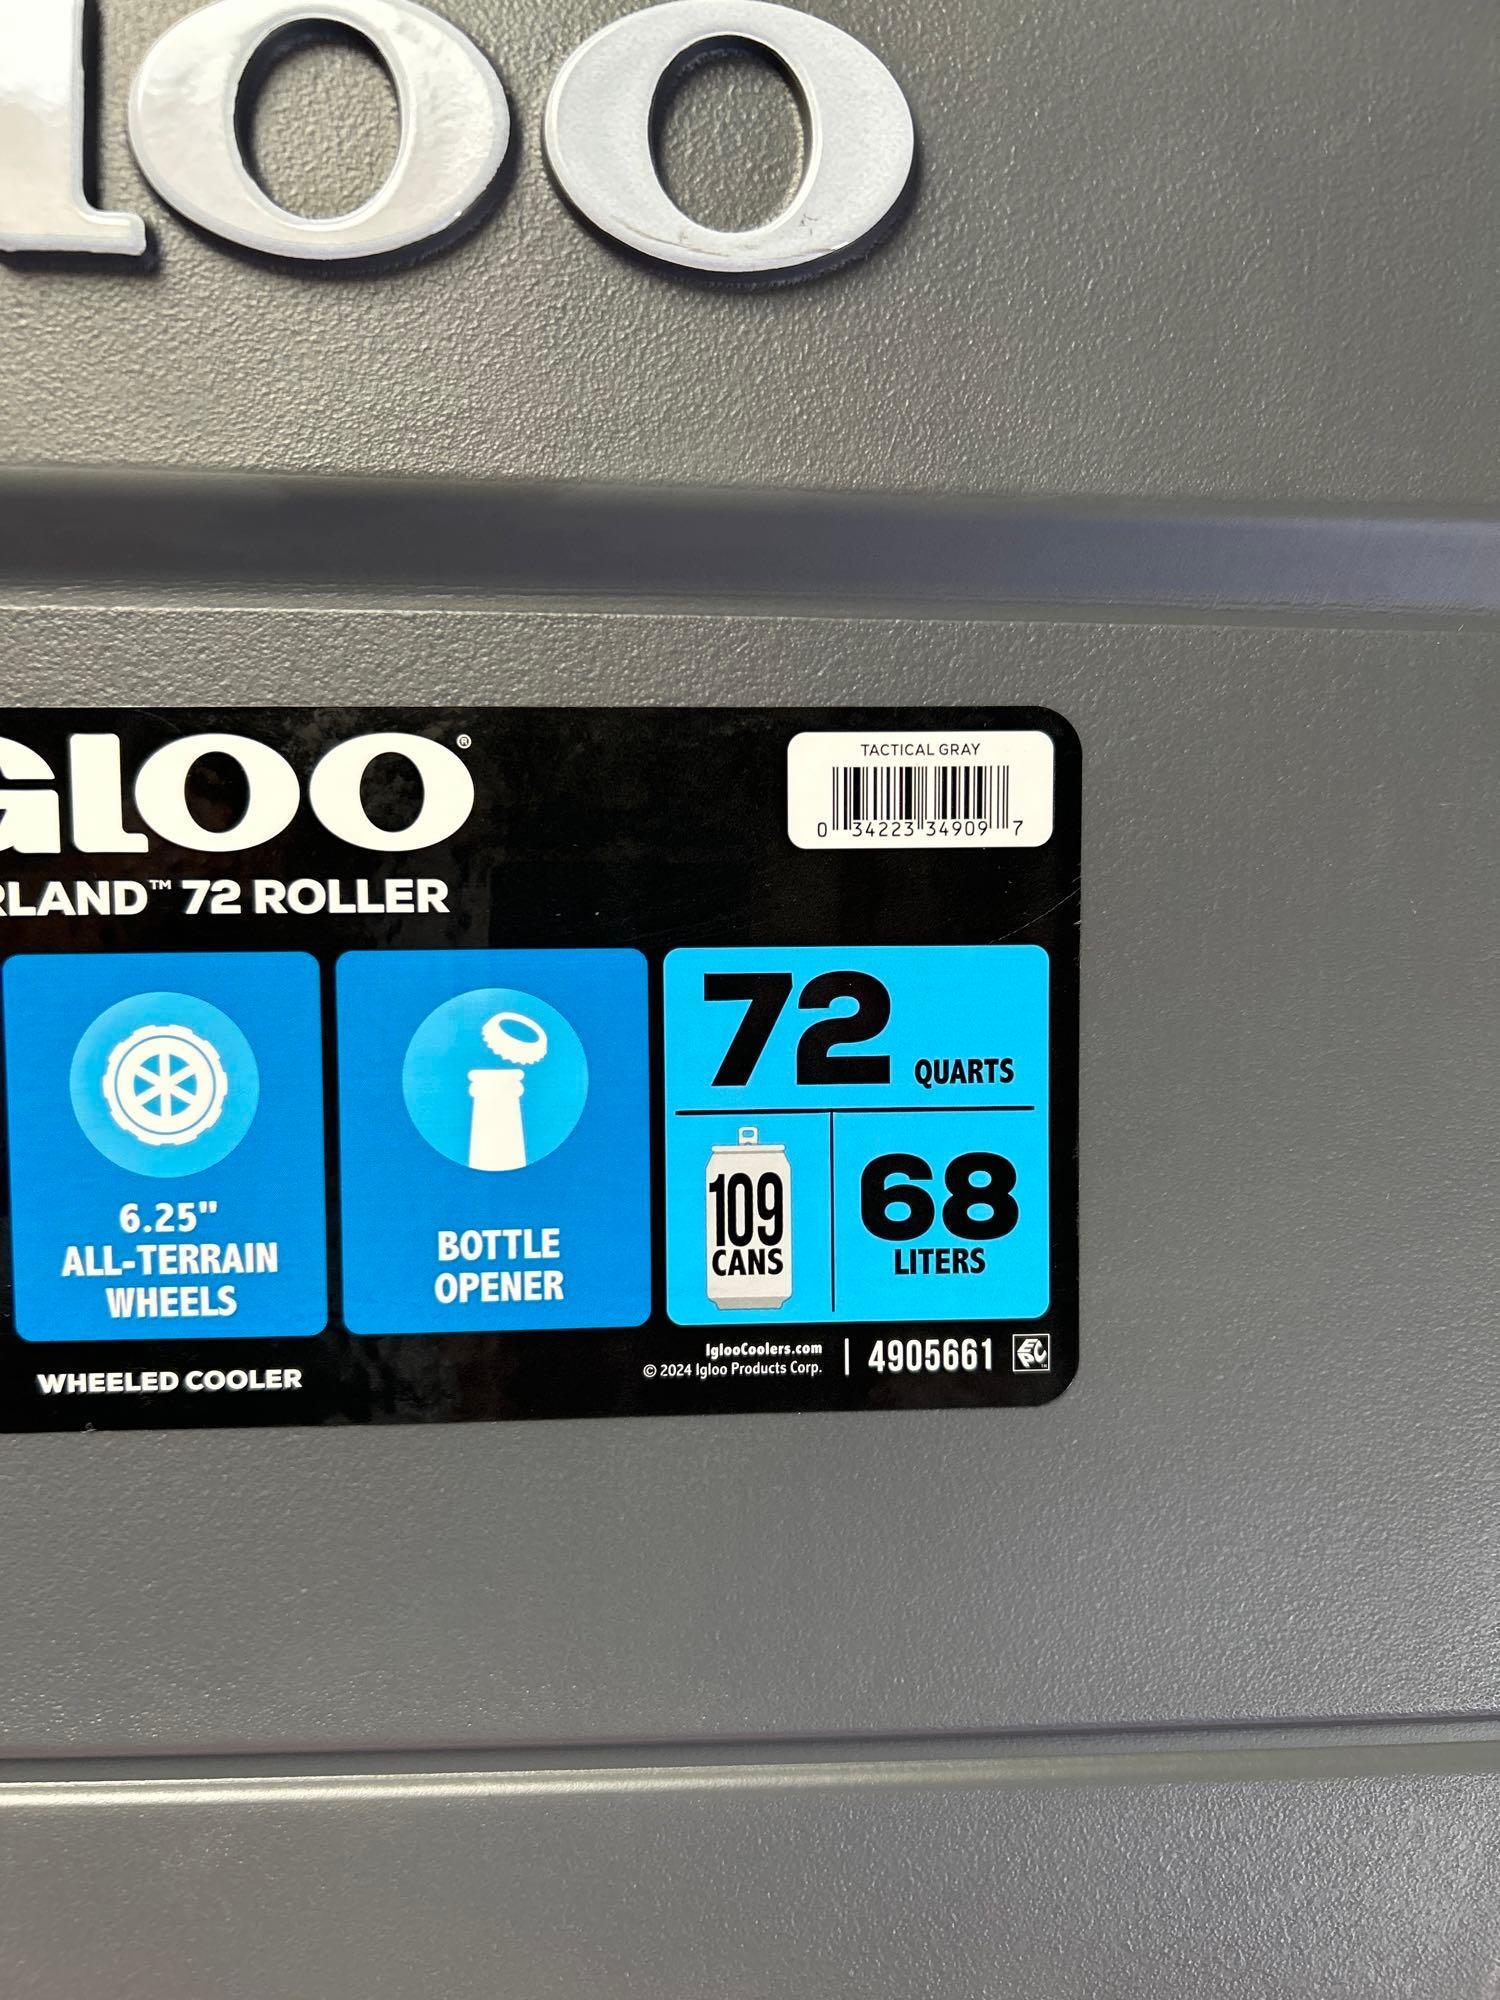 loo
GLOO®
RLAND™ 72 ROLLER
TACTICAL GRAY
0 34223 34909 7
6.25"
ALL-TERRAIN
WHEELS
BOTTLE
OPENER
72 QUARTS
109
CANS
68
LITERS
WHEELED COOLER
IglooCoolers.com
© 2024 Igloo Products Corp.
4905661